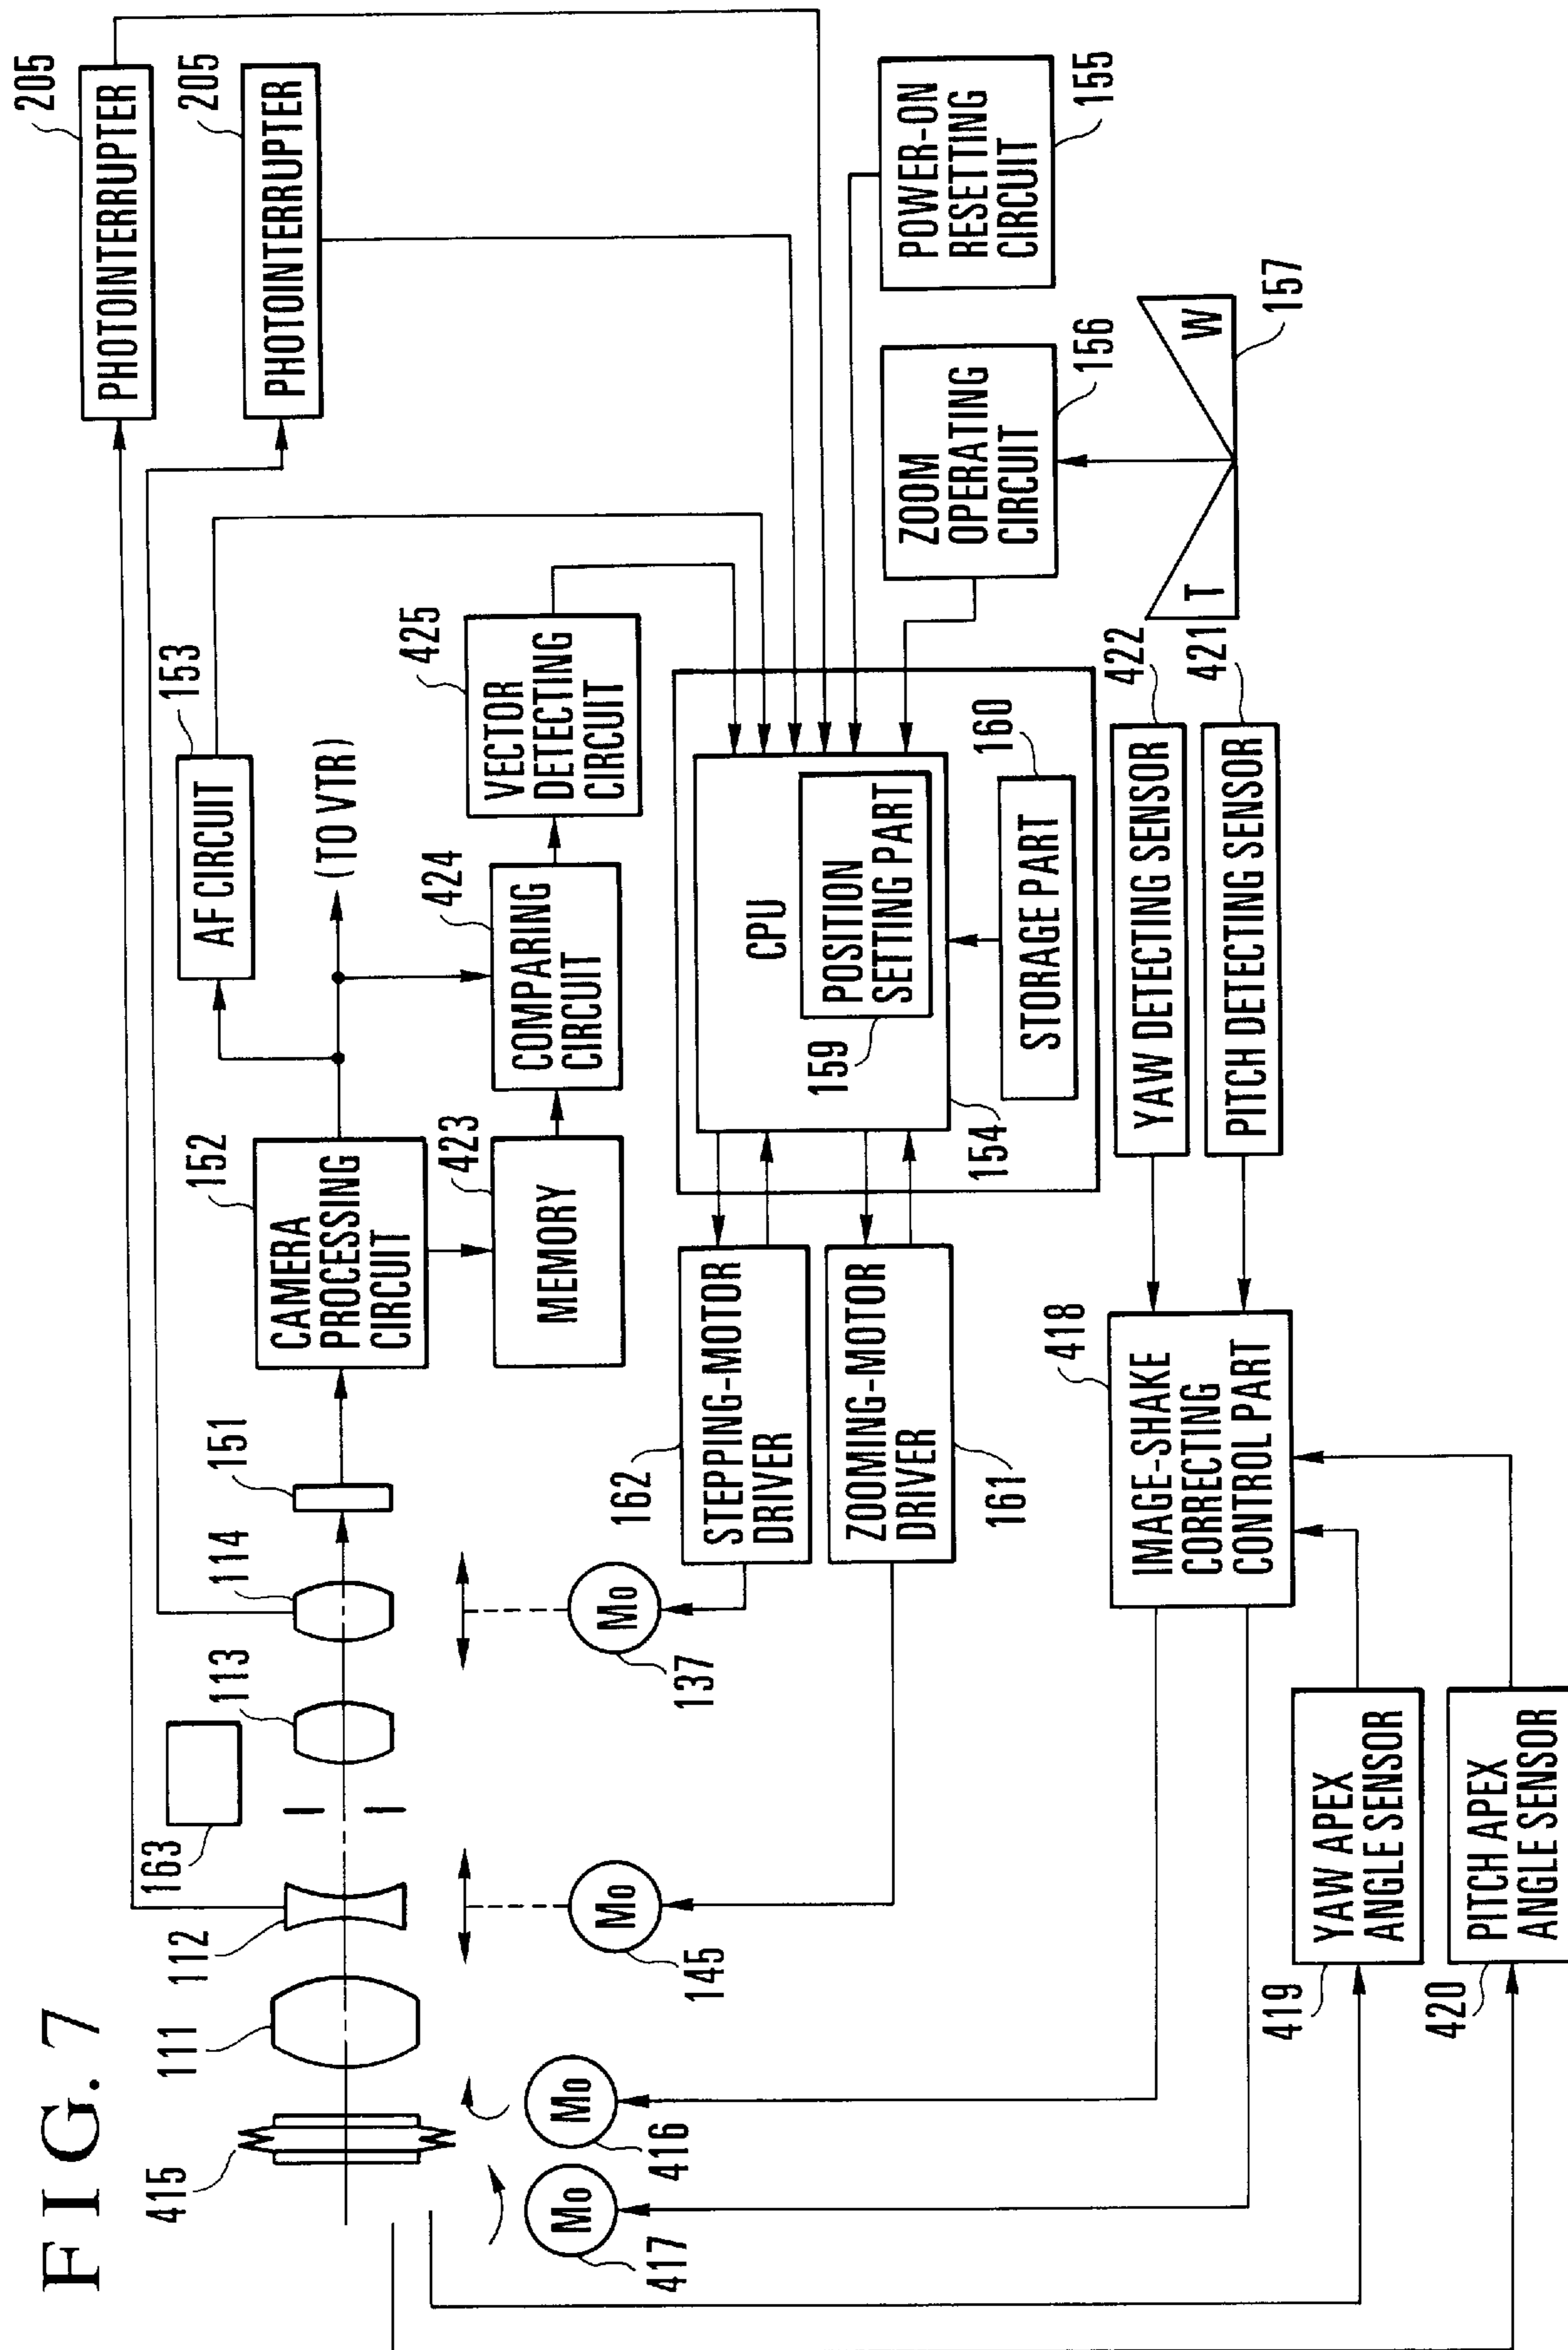 FIG. 7
205
PHOTOINTERRUPTER
205
PHOTOINTERRUPTER
153
AF CIRCUIT
(TO VTR)
152
CAMERA
PROCESSING
CIRCUIT
423
MEMORY
424
COMPARING
CIRCUIT
425
VECTOR
DETECTING
CIRCUIT
415
111
112
163
113
114
151
417
Mo
416
Mo
145
Mo
137
Mo
162
STEPPING-MOTOR
DRIVER
ZOOMING-MOTOR
DRIVER
161
CPU
POSITION
SETTING PART
159
154
STORAGE PART
160
POWER-ON
RESETTING
CIRCUIT
155
ZOOM
OPERATING
CIRCUIT
156
T
W
157
YAW DETECTING SENSOR
422
PITCH DETECTING SENSOR
421
418
IMAGE-SHAKE
CORRECTING
CONTROL PART
YAW APEX
ANGLE SENSOR
419
PITCH APEX
ANGLE SENSOR
420